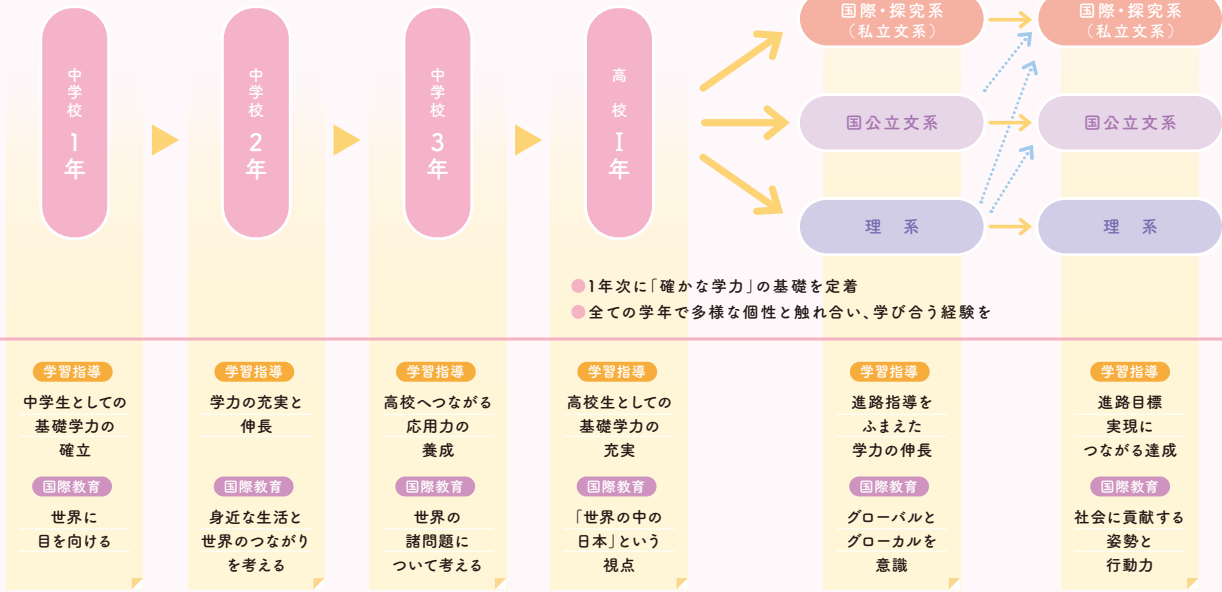 中学校 1年
中学校 2年
中学校 3年
高校 I年
国際・探究系
(私立文系)
国公立文系
理 系
国際・探究系
(私立文系)
国公立文系
理 系
●1年次に「確かな学力」の基礎を定着
●全ての学年で多様な個性と触れ合い、学び合う経験を
学習指導
中学生としての
基礎学力の
確立
国際教育
世界に
目を向ける
学習指導
学力の充実と
伸長
国際教育
身近な生活と
世界のつながり
を考える
学習指導
高校へつながる
応用力の
養成
国際教育
世界の
諸問題に
ついて考える
学習指導
高校生としての
基礎学力の
充実
国際教育
「世界の中の
日本」という
視点
学習指導
進路指導を
ふまえた
学力の伸長
国際教育
グローバルと
グローカルを
意識
学習指導
進路目標
実現に
つながる達成
国際教育
社会に貢献する
姿勢と
行動力